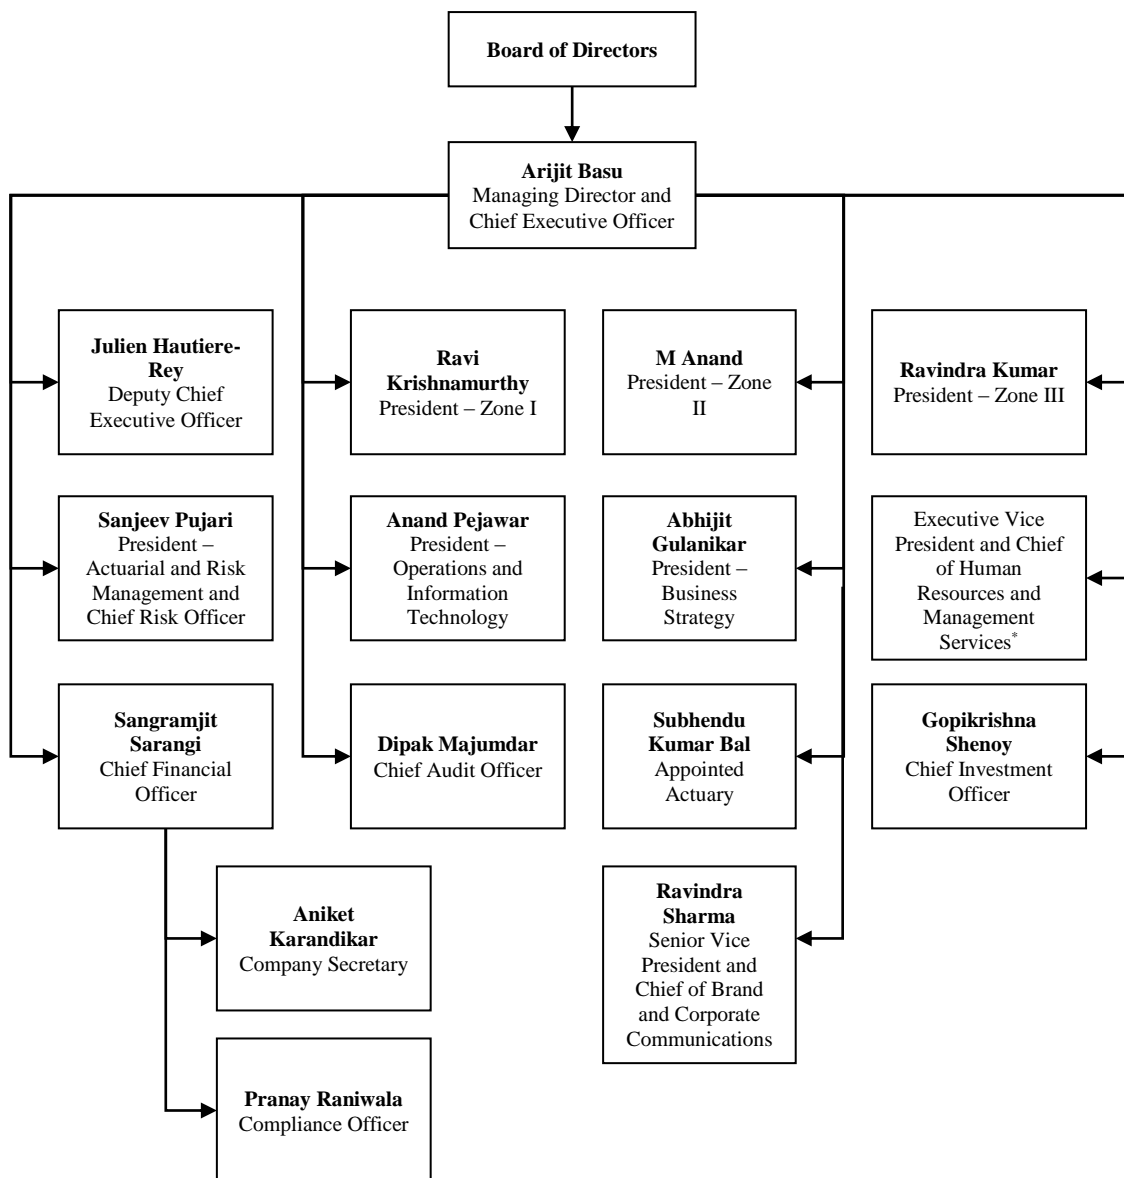 Board of Directors
Arijit Basu
Managing Director and
Chief Executive Officer
Julien Hautiere-
Rey
Deputy Chief
Executive Officer
Ravi
Krishnamurthy
President – Zone I
M Anand
President – Zone
II
Ravindra Kumar
President – Zone III
Sanjeev Pujari
President –
Actuarial and Risk
Management and
Chief Risk Officer
Anand Pejawar
President –
Operations and
Information
Technology
Abhijit
Gulanikar
President –
Business
Strategy
Executive Vice
President and Chief
of Human
Resources and
Management
Services*
Sangramjit
Sarangi
Chief Financial
Officer
Dipak Majumdar
Chief Audit Officer
Subhendu
Kumar Bal
Appointed
Actuary
Gopikrishna
Shenoy
Chief Investment
Officer
Aniket
Karandikar
Company Secretary
Ravindra
Sharma
Senior Vice
President and
Chief of Brand
and Corporate
Communications
Pranay Raniwala
Compliance Officer